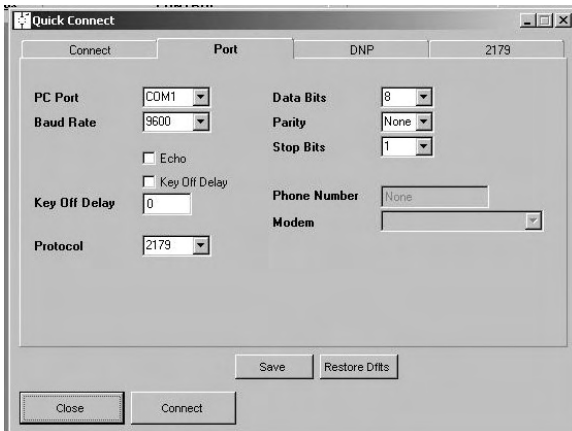 Quick Connect
Connect Port DNP 2179
PC Port COM1 Data Bits 8
Baud Rate 9600 Parity None
Stop Bits 1
Echo
Key Off Delay
Key Off Delay 0 Phone Number None
Modem
Protocol 2179
Save Restore Dflts
Close Connect